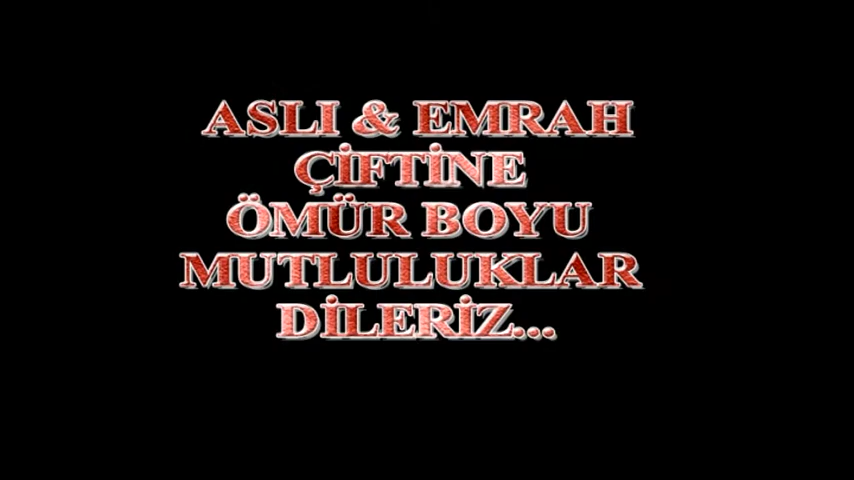 ASLI & EMRAH
ÇİFTİNE
ÖMÜR BOYU
MUTLULUKLAR
DİLERİZ...